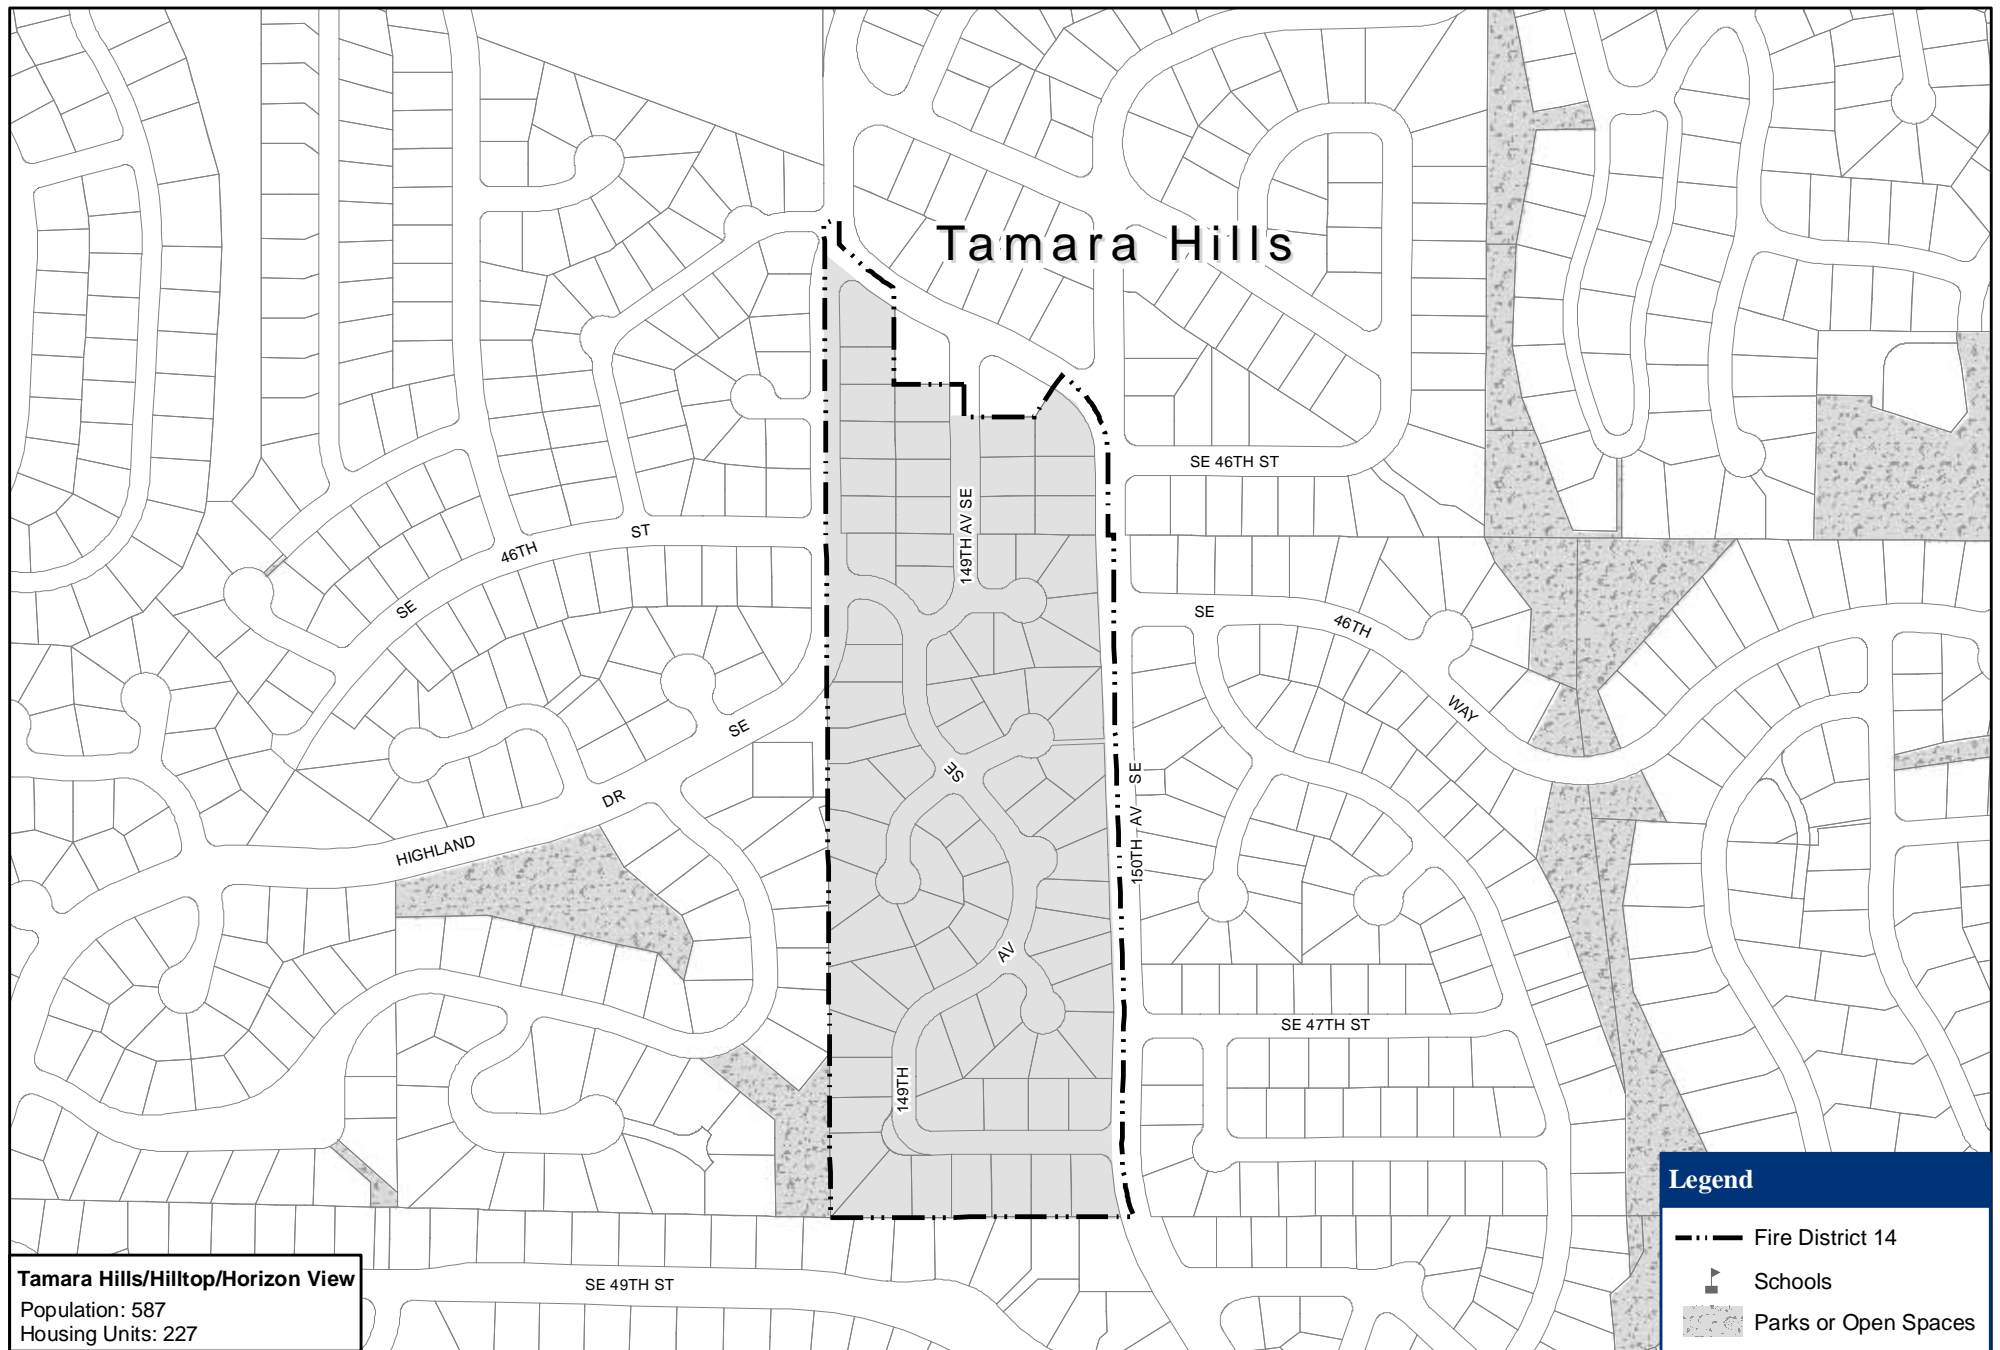 Tamara Hills
SE 46TH ST
149TH AV SE
SE 46TH ST
SE 46TH WAY
HIGHLAND DR SE
150TH AV SE
149TH AV SE
SE 47TH ST
SE 49TH ST
Tamara Hills/Hilltop/Horizon View
Population: 587
Housing Units: 227
Legend
Fire District 14
Schools
Parks or Open Spaces